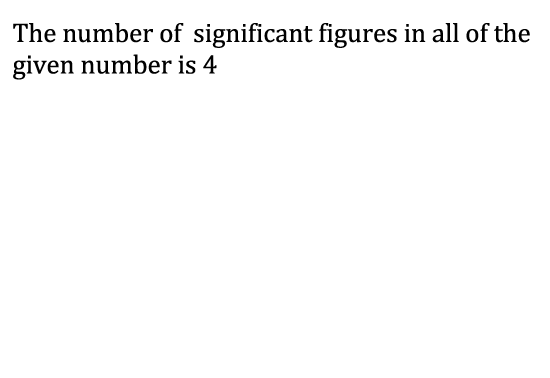 The number of significant figures in all of the
given number is 4